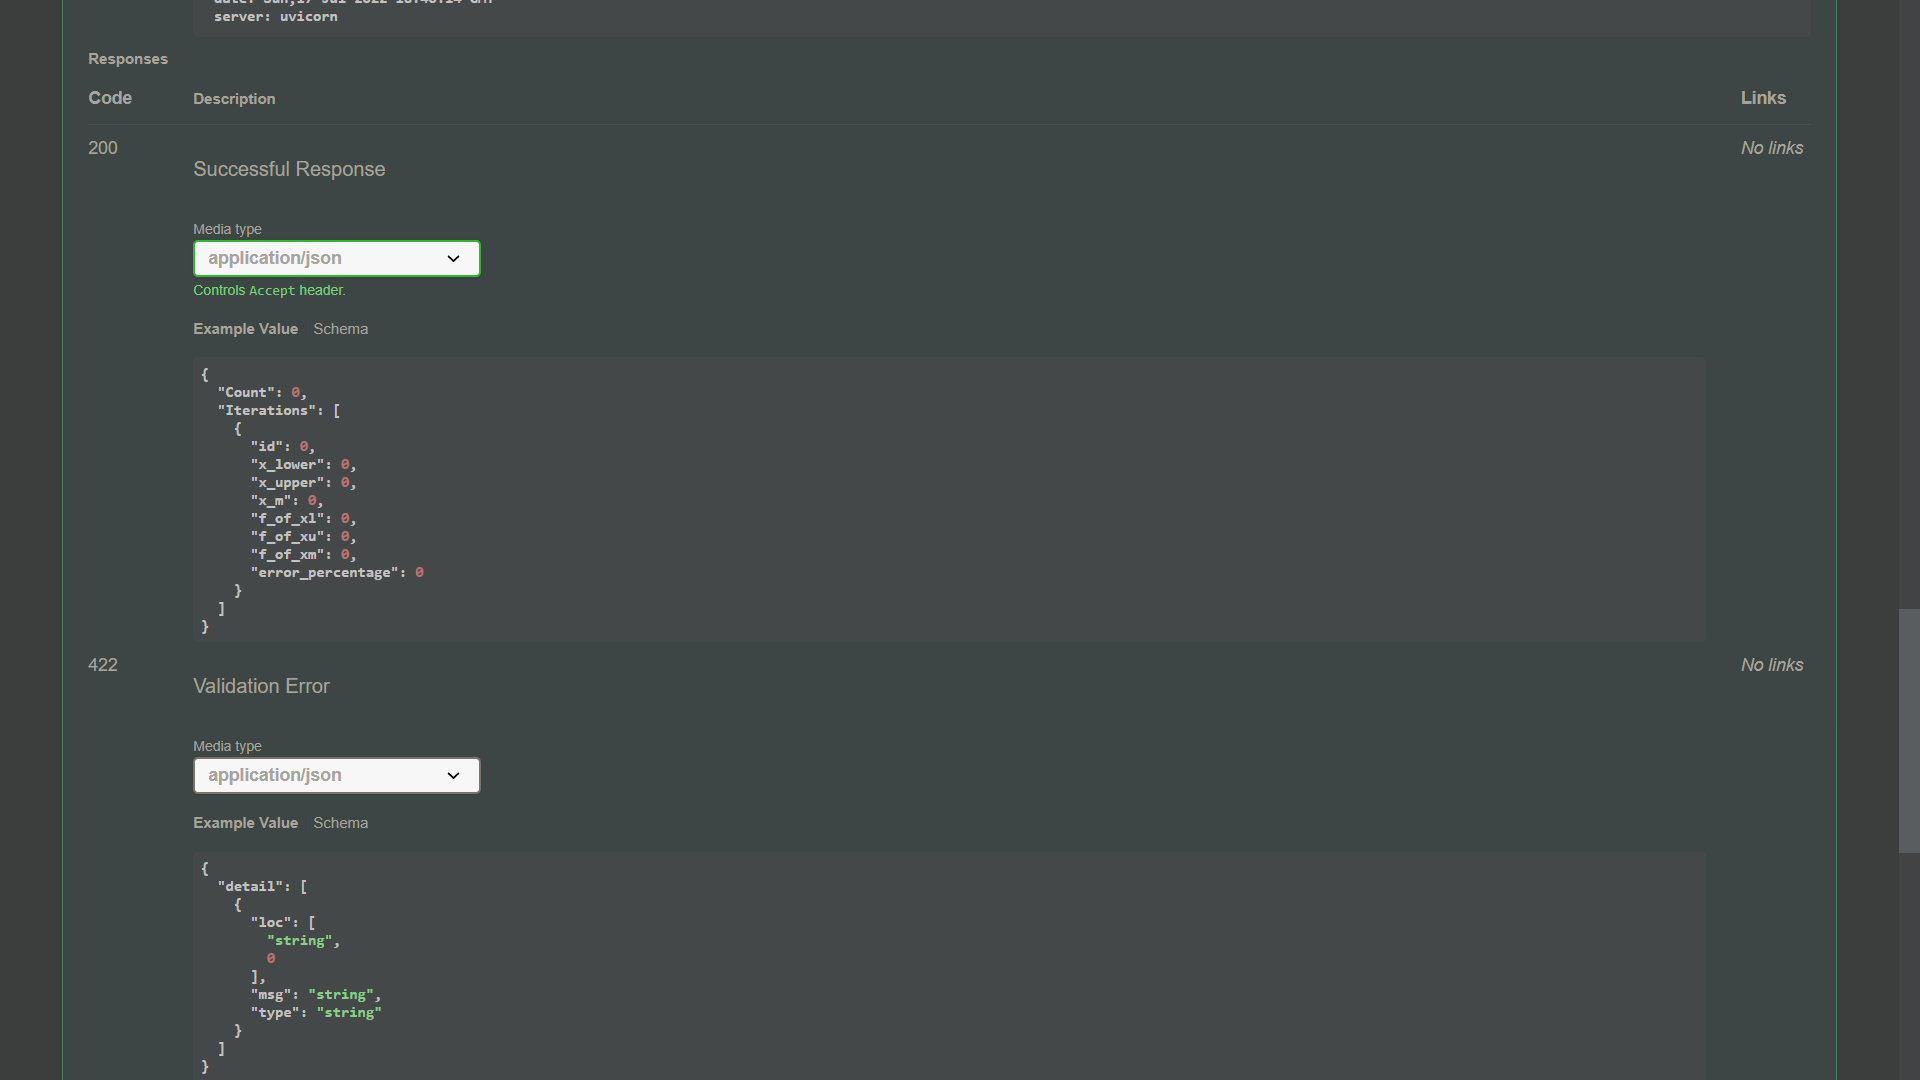 server: uvicorn
Responses
Code Description Links
200 No links
Successful Response
Media type
application/json
Controls Accept header.
Example Value Schema
{
"Count": 0,
"Iterations": [
{
"id": 0,
"x_lower": 0,
"x_upper": 0,
"x_m": 0,
"f_of_xl": 0,
"f_of_xu": 0,
"f_of_xm": 0,
"error_percentage": 0
}
]
}
422 No links
Validation Error
Media type
application/json
Example Value Schema
{
"detail": [
{
"loc": [
"string",
0
],
"msg": "string",
"type": "string"
}
]
}